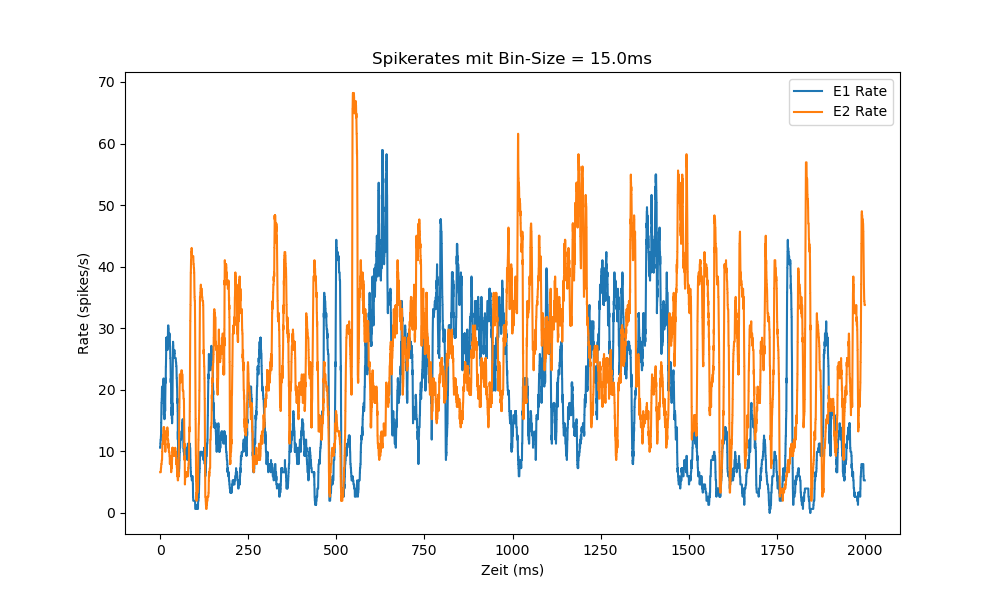 Spikerates mit Bin-Size = 15.0ms
E1 Rate
E2 Rate
Rate (spikes/s)
70
60
50
40
30
20
10
0
0 250 500 750 1000 1250 1500 1750 2000
Zeit (ms)